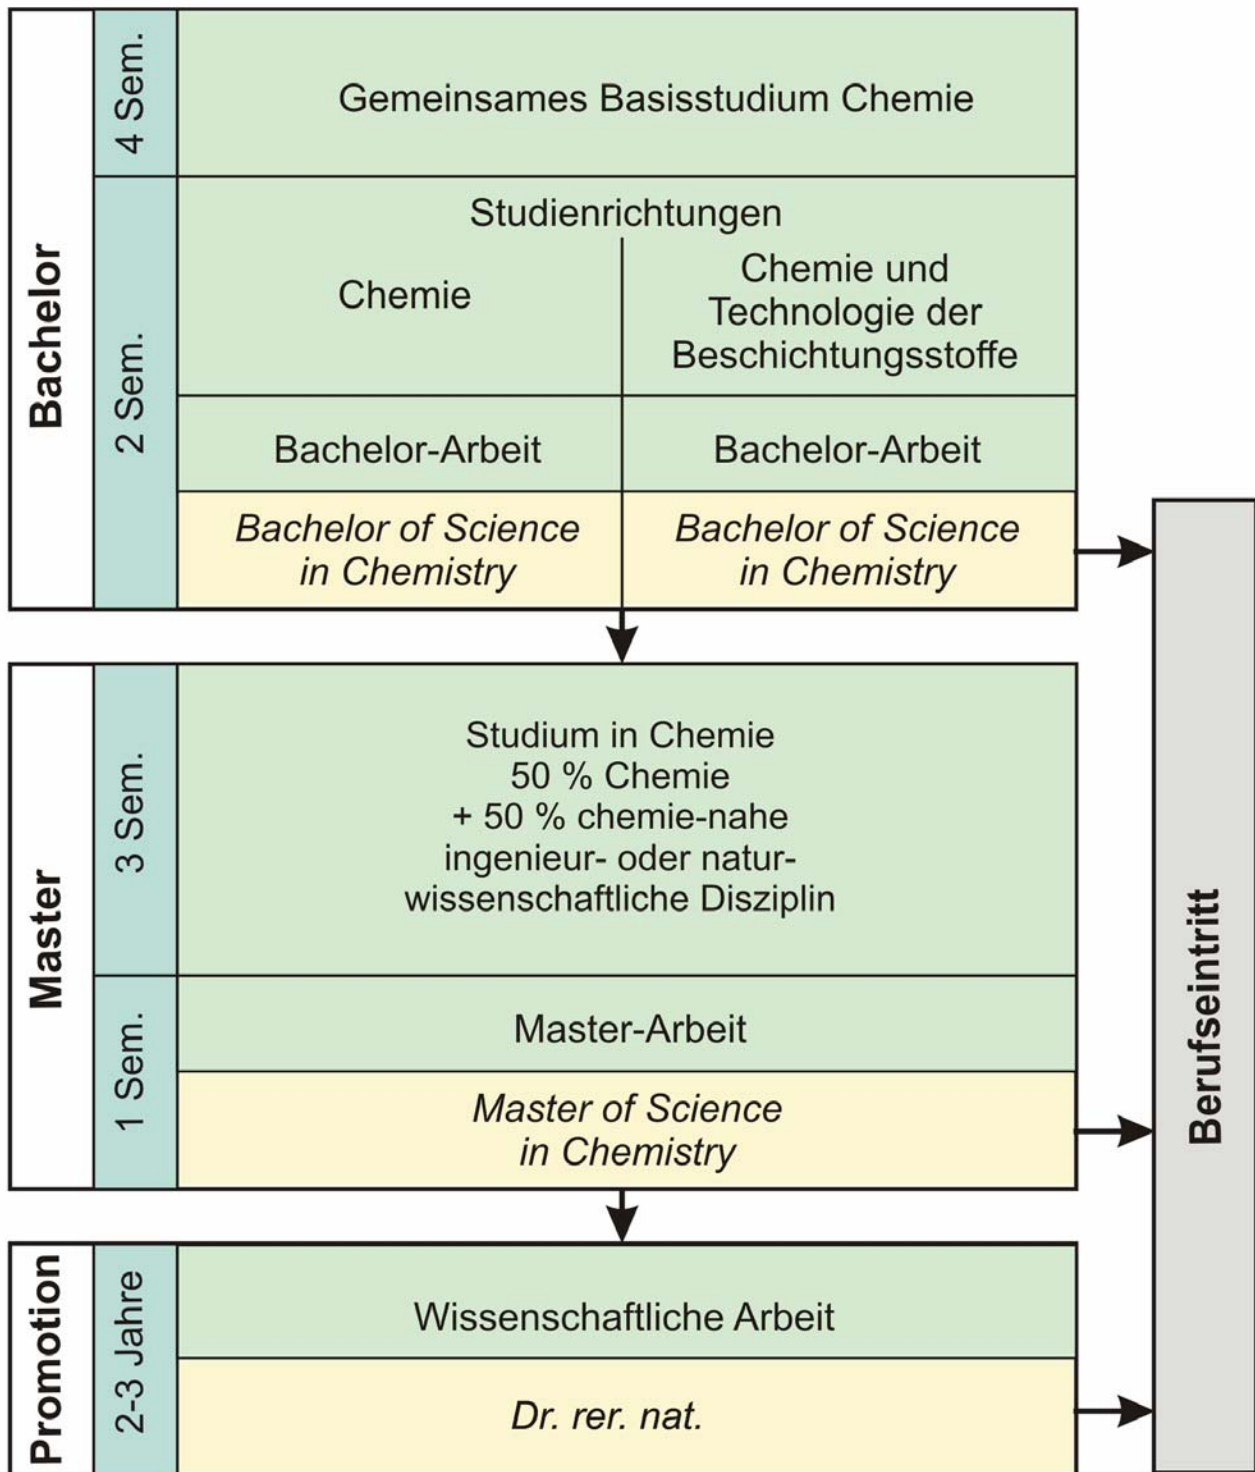 Bachelor
4 Sem.
Gemeinsames Basisstudium Chemie
2 Sem.
Studienrichtungen
Chemie
Chemie und
Technologie der
Beschichtungsstoffe
Bachelor-Arbeit
Bachelor-Arbeit
Bachelor of Science
in Chemistry
Bachelor of Science
in Chemistry
Master
3 Sem.
Studium in Chemie
50 % Chemie
+ 50 % chemie-nahe
ingenieur- oder natur-
wissenschaftliche Disziplin
1 Sem.
Master-Arbeit
Master of Science
in Chemistry
Promotion
2-3 Jahre
Wissenschaftliche Arbeit
Dr. rer. nat.
Berufseintritt